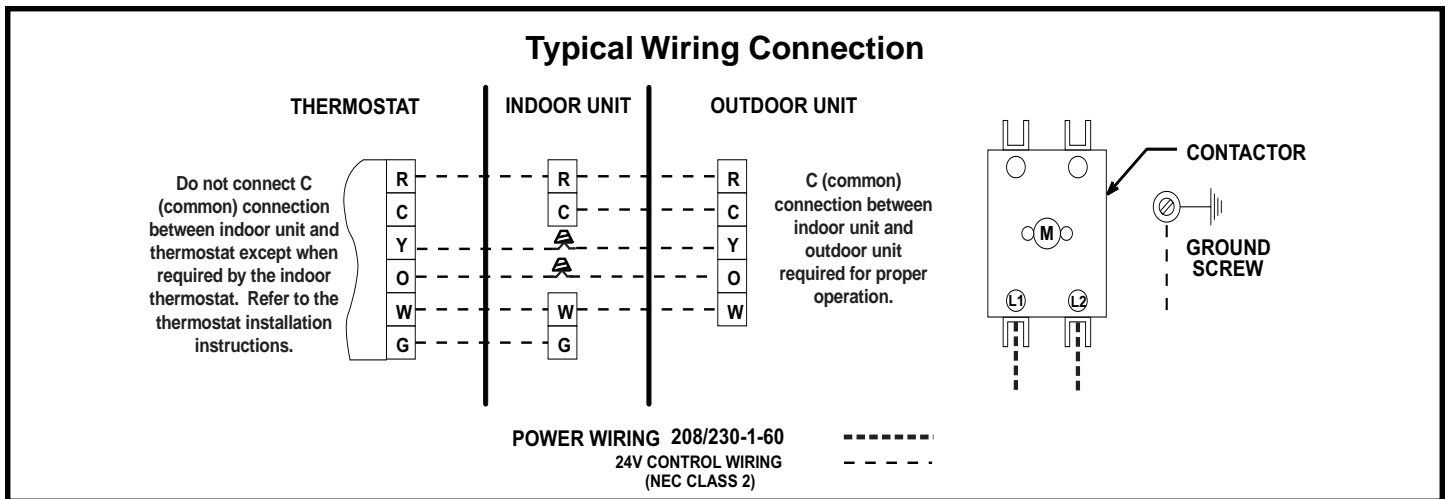 Typical Wiring Connection
THERMOSTAT
INDOOR UNIT
OUTDOOR UNIT
Do not connect C
(common) connection
between indoor unit and
thermostat except when
required by the indoor
thermostat. Refer to the
thermostat installation
instructions.
R
C
Y
O
W
G
R
C
W
G
R
C
Y
O
W
C (common)
connection between
indoor unit and
outdoor unit
required for proper
operation.
M
L1
L2
CONTACTOR
GROUND
SCREW
POWER WIRING 208/230-1-60
24V CONTROL WIRING
(NEC CLASS 2)